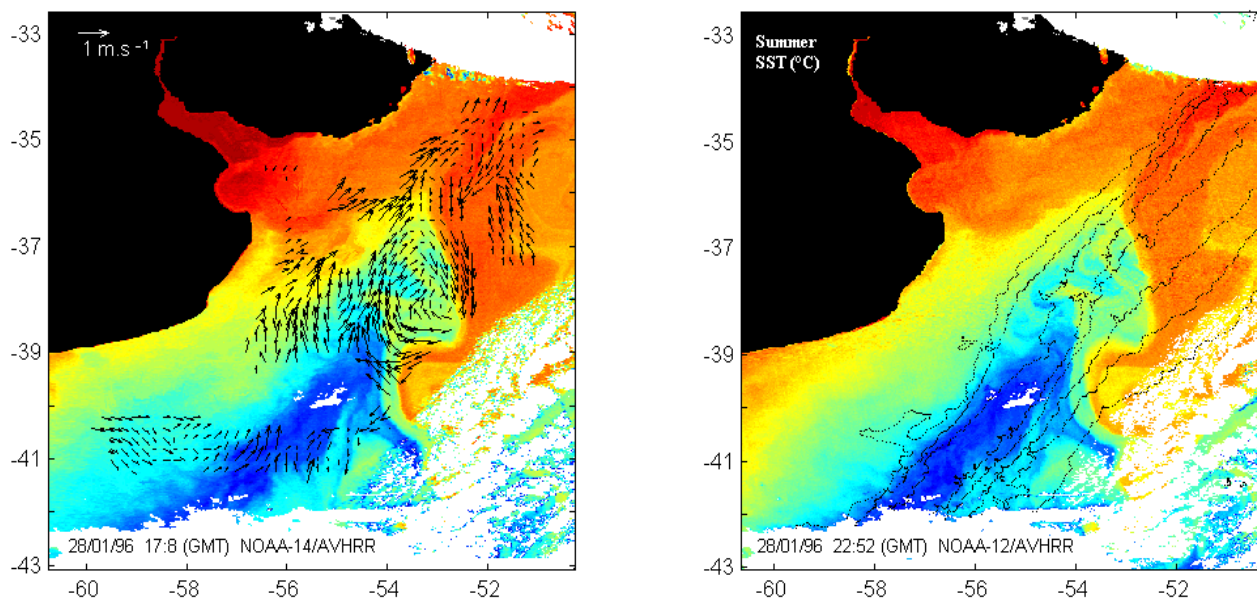 1 m.s ⁻¹
-33
-35
-37
-39
-41
-43
28/01/96 17:8 (GMT) NOAA-14/AVHRR
-60 -58 -56 -54 -52
Summer
SST (°C)
-33
-35
-37
-39
-41
-43
28/01/96 22:52 (GMT) NOAA-12/AVHRR
-60 -58 -56 -54 -52